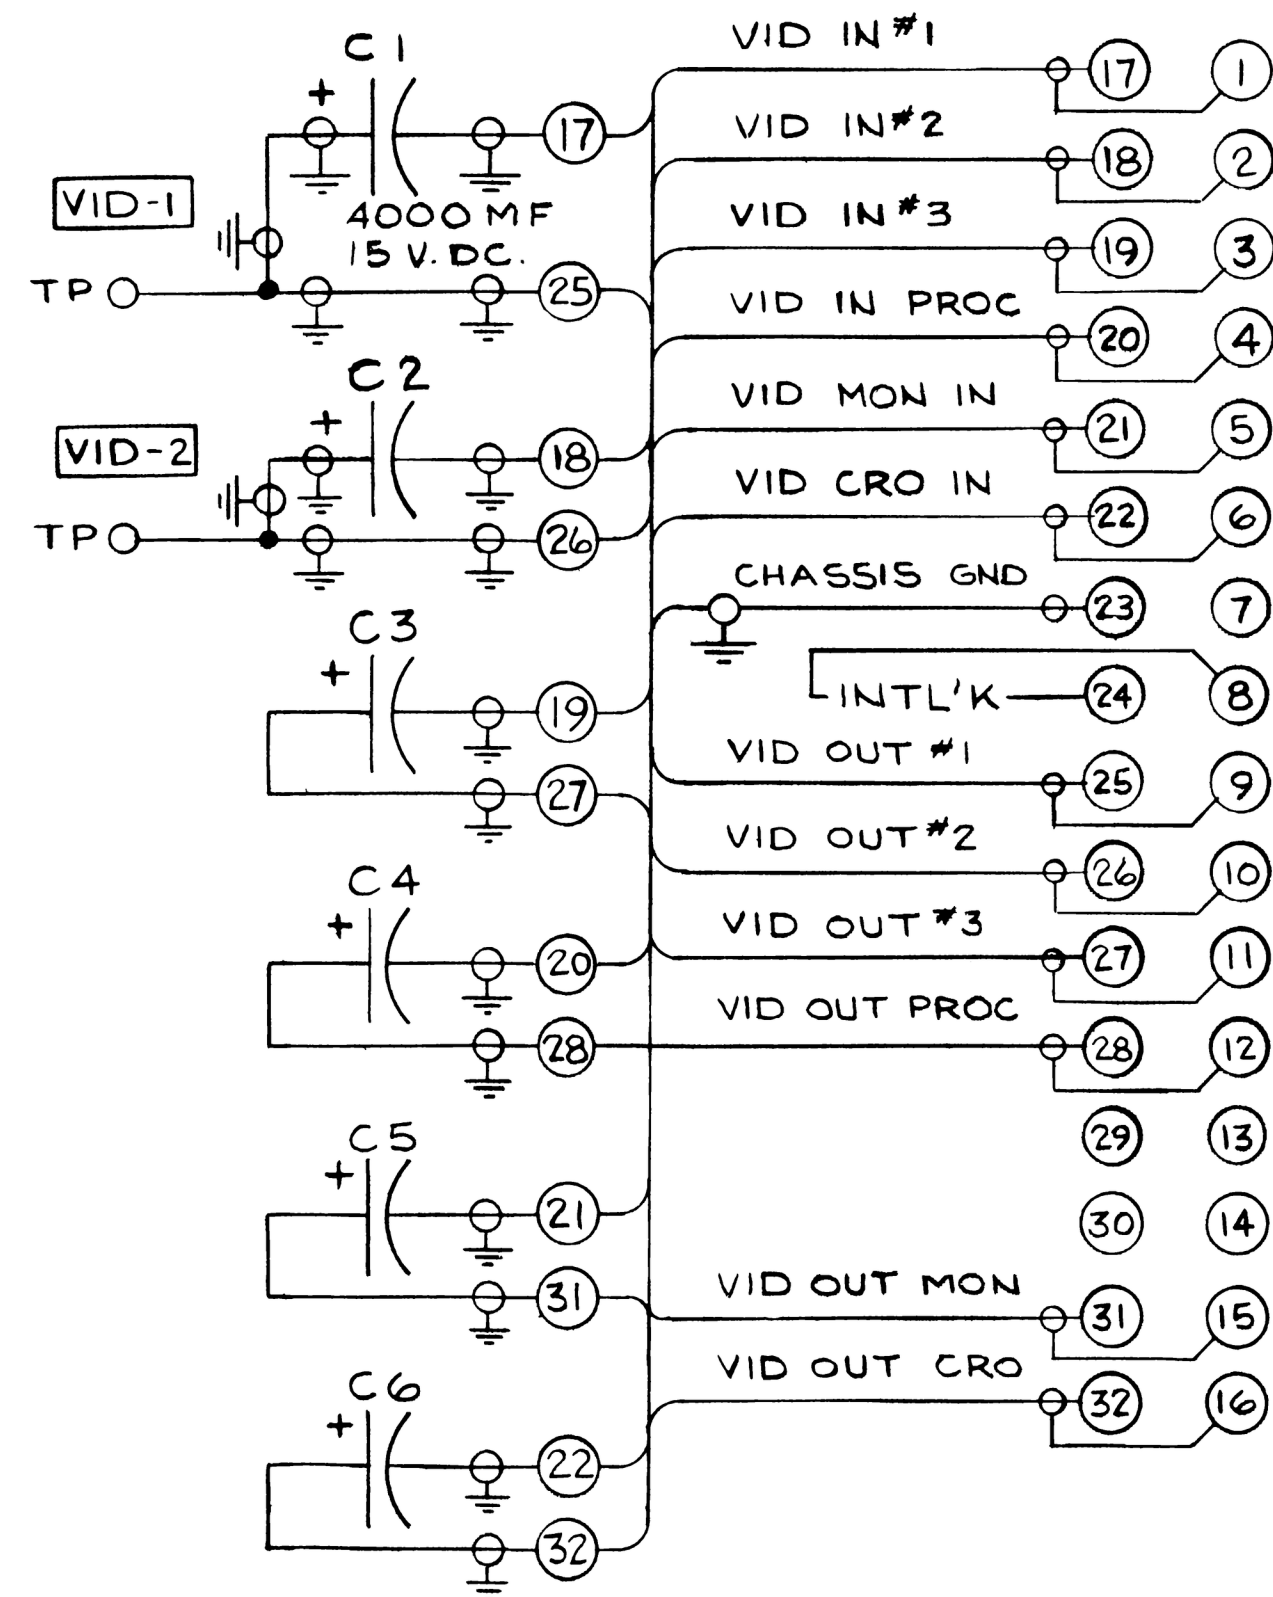 C1
+
17
VID-1
4000 MF
15 V.DC.
TP
25
C2
+
VID-2
18
TP
26
C3
+
19
27
C4
+
20
28
C5
+
21
31
C6
+
22
32
VID IN #1
17 1
VID IN #2
18 2
VID IN #3
19 3
VID IN PROC
20 4
VID MON IN
21 5
VID CRO IN
22 6
CHASSIS GND
23 7
INTL'K 24 8
VID OUT #1
25 9
VID OUT #2
26 10
VID OUT #3
27 11
VID OUT PROC
28 12
29 13
30 14
VID OUT MON
31 15
VID OUT CRO
32 16